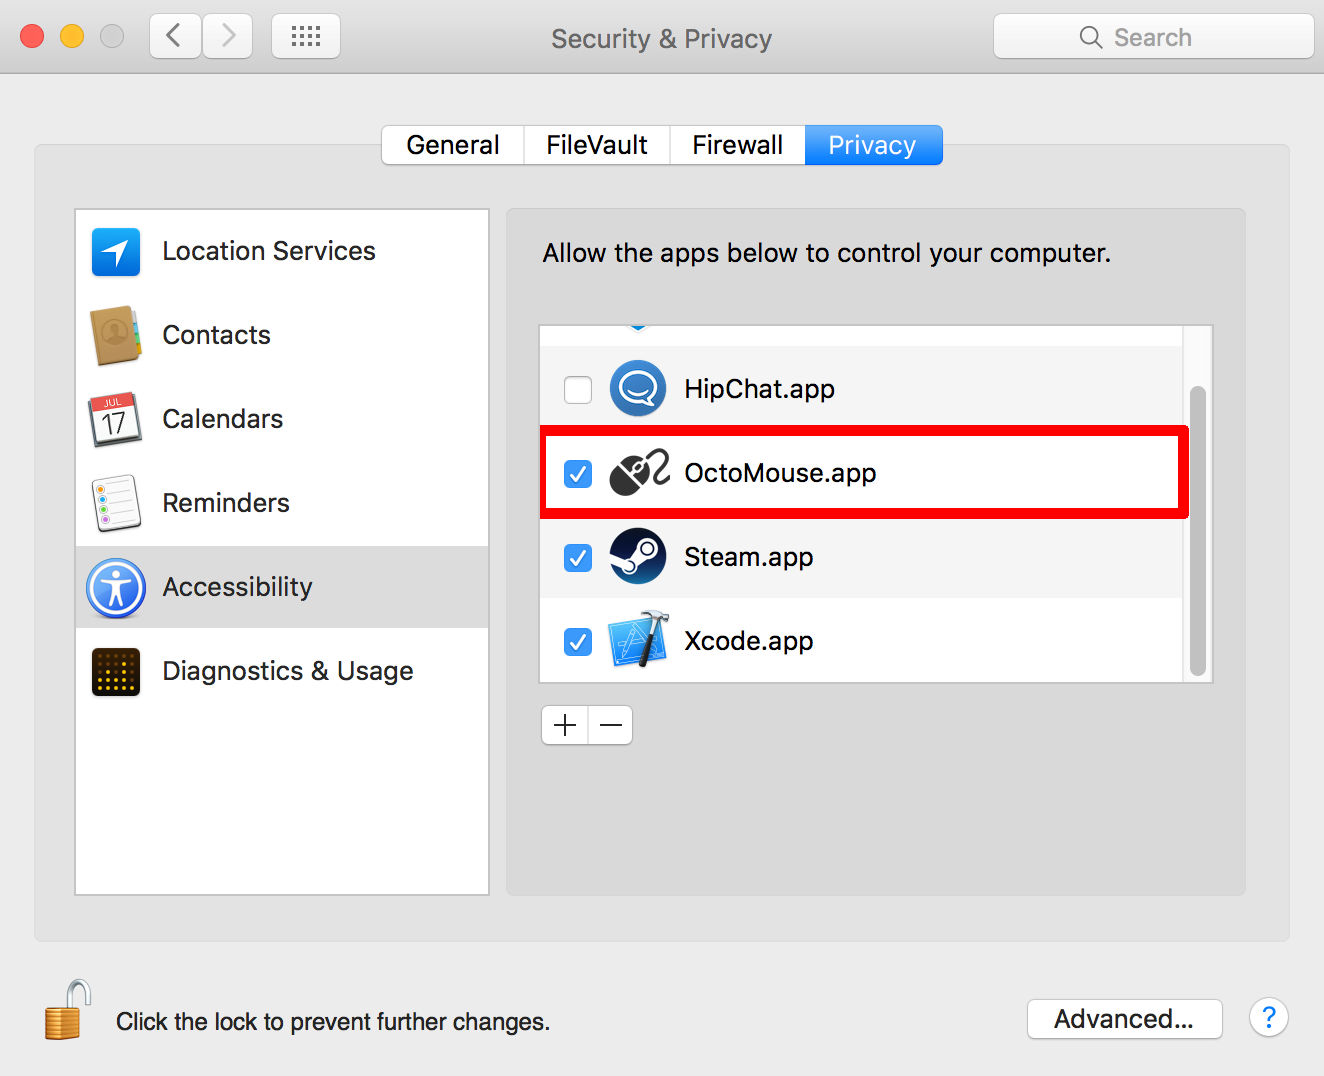 Security & Privacy
Search
General
FileVault
Firewall
Privacy
Location Services
Contacts
JUL
17
Calendars
Reminders
Accessibility
Diagnostics & Usage
Allow the apps below to control your computer.
HipChat.app
OctoMouse.app
Steam.app
Xcode.app
Click the lock to prevent further changes.
Advanced...
?